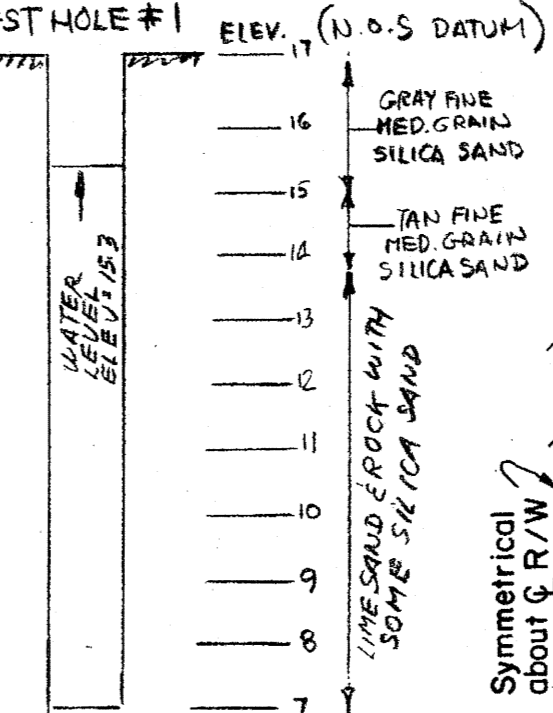 ST HOLE #1
ELEV. (N.O.S DATUM)
17
16
15
14
13
12
11
10
9
8
7
WATER
LEVEL
ELEV = 15.3
GRAY FINE
MED. GRAIN
SILICA SAND
TAN FINE
MED. GRAIN
SILICA SAND
LIMESAND & ROCK WITH
SOME SILICA SAND
Symmetrical
about ℄ R/W